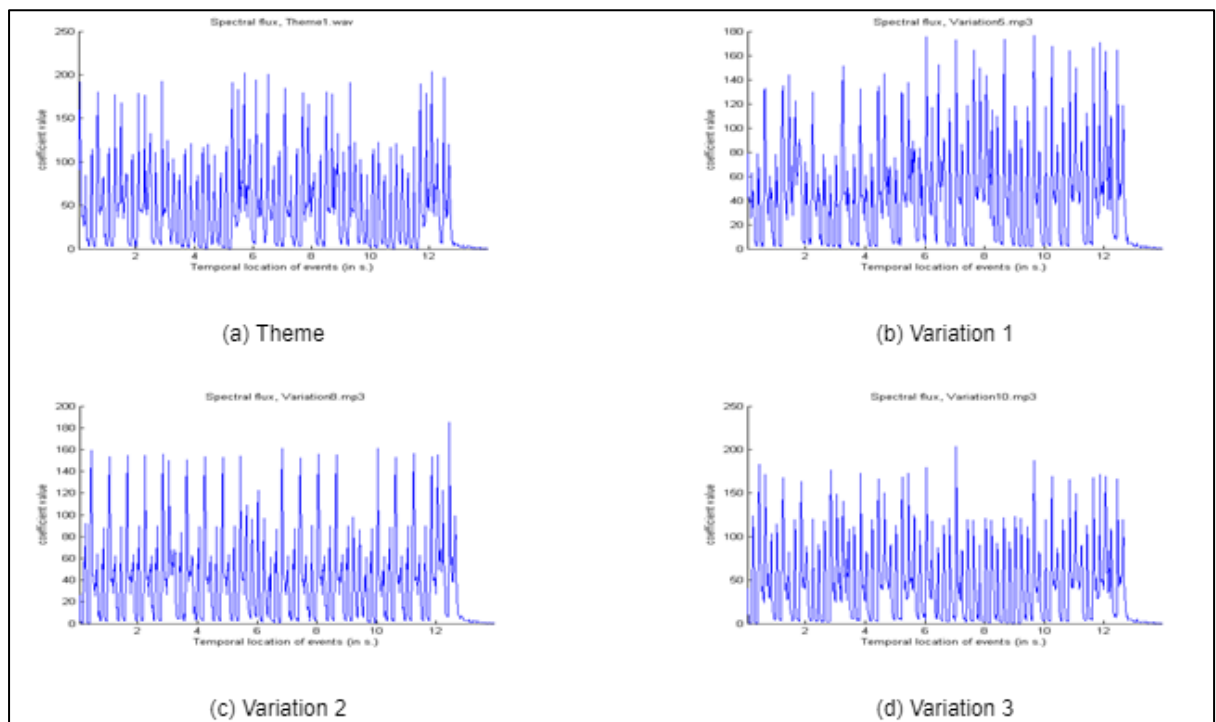 Spectral flux, Theme1.wav
250
200
150
100
50
0
coefficient value
2 4 6 8 10 12
Temporal location of events (in s.)
(a) Theme
Spectral flux, Variation5.mp3
180
160
140
120
100
80
60
40
20
0
coefficient value
2 4 6 8 10 12
Temporal location of events (in s.)
(b) Variation 1
Spectral flux, Variation8.mp3
200
180
160
140
120
100
80
60
40
20
0
coefficient value
2 4 6 8 10 12
Temporal location of events (in s.)
(c) Variation 2
Spectral flux, Variation10.mp3
250
200
150
100
50
0
coefficient value
2 4 6 8 10 12
Temporal location of events (in s.)
(d) Variation 3